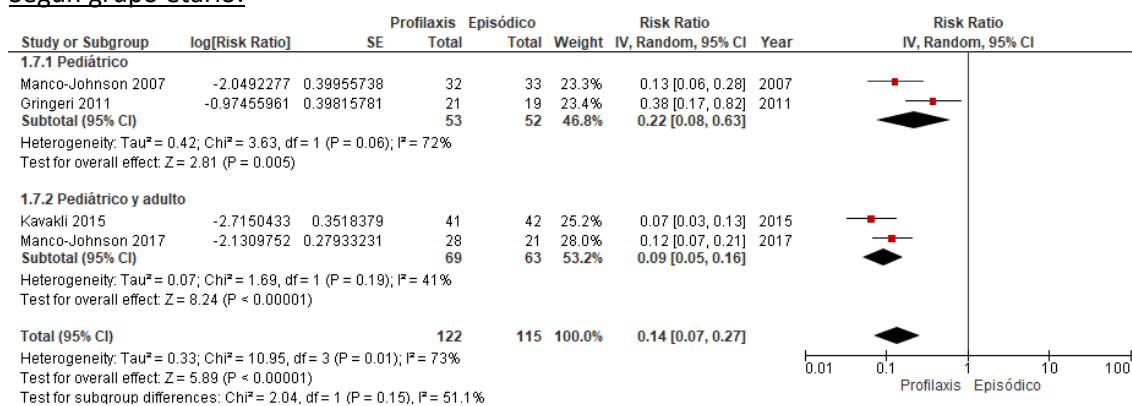 Según grupo etario:
Profilaxis Episódico Risk Ratio Risk Ratio
Study or Subgroup log[Risk Ratio] SE Total Total Weight IV, Random, 95% CI Year IV, Random, 95% CI
1.7.1 Pediátrico
Manco-Johnson 2007 -2.0492277 0.39955738 32 33 23.3% 0.13 [0.06, 0.28] 2007
Gringeri 2011 -0.97455961 0.39815781 21 19 23.4% 0.38 [0.17, 0.82] 2011
Subtotal (95% CI) 53 52 46.8% 0.22 [0.08, 0.63]
Heterogeneity: Tau² = 0.42; Chi² = 3.63, df = 1 (P = 0.06); I² = 72%
Test for overall effect: Z = 2.81 (P = 0.005)
1.7.2 Pediátrico y adulto
Kavakli 2015 -2.7150433 0.3518379 41 42 25.2% 0.07 [0.03, 0.13] 2015
Manco-Johnson 2017 -2.1309752 0.27933231 28 21 28.0% 0.12 [0.07, 0.21] 2017
Subtotal (95% CI) 69 63 53.2% 0.09 [0.05, 0.16]
Heterogeneity: Tau² = 0.07; Chi² = 1.69, df = 1 (P = 0.19); I² = 41%
Test for overall effect: Z = 8.24 (P < 0.00001)
Total (95% CI) 122 115 100.0% 0.14 [0.07, 0.27]
Heterogeneity: Tau² = 0.33; Chi² = 10.95, df = 3 (P = 0.01); I² = 73%
Test for overall effect: Z = 5.89 (P < 0.00001)
Test for subgroup differences: Chi² = 2.04, df = 1 (P = 0.15), I² = 51.1%
0.01 0.1 1 10 100
Profilaxis Episódico